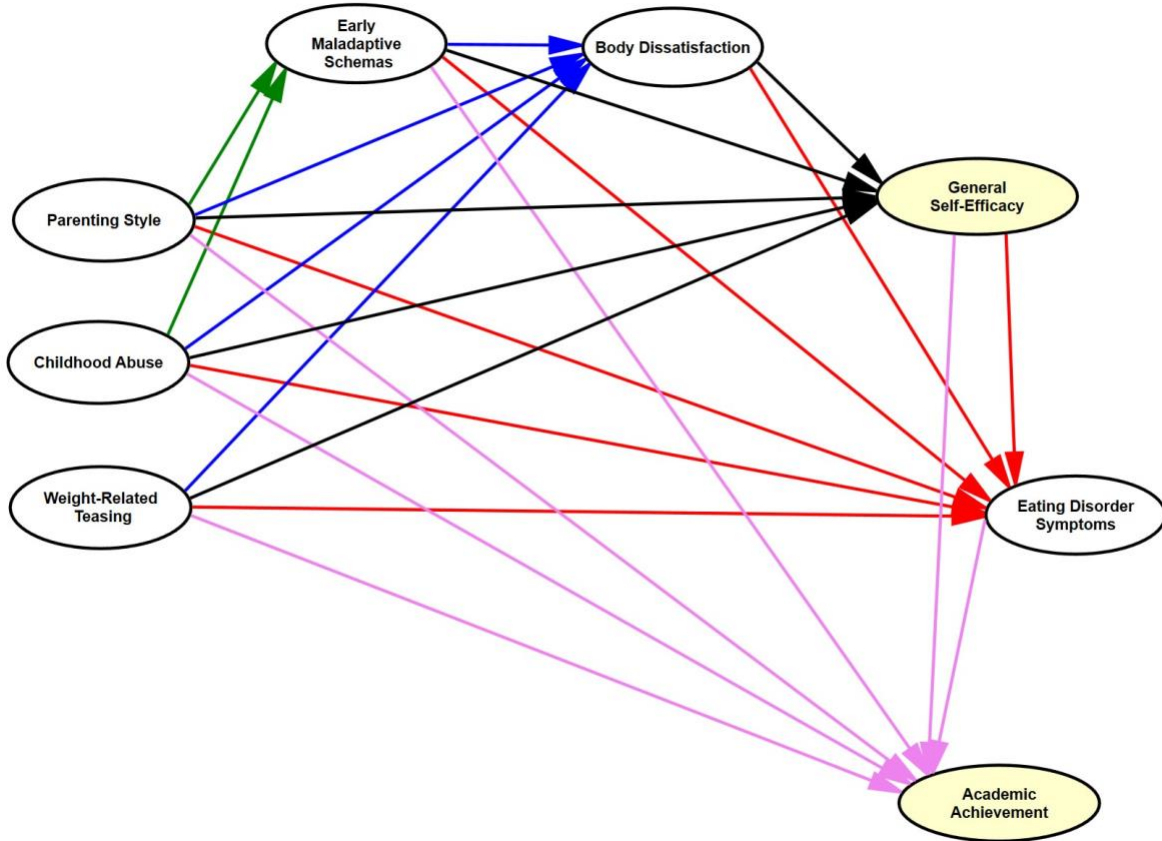 Early
Maladaptive
Schemas
Body Dissatisfaction
General
Self-Efficacy
Parenting Style
Childhood Abuse
Weight-Related
Teasing
Eating Disorder
Symptoms
Academic
Achievement